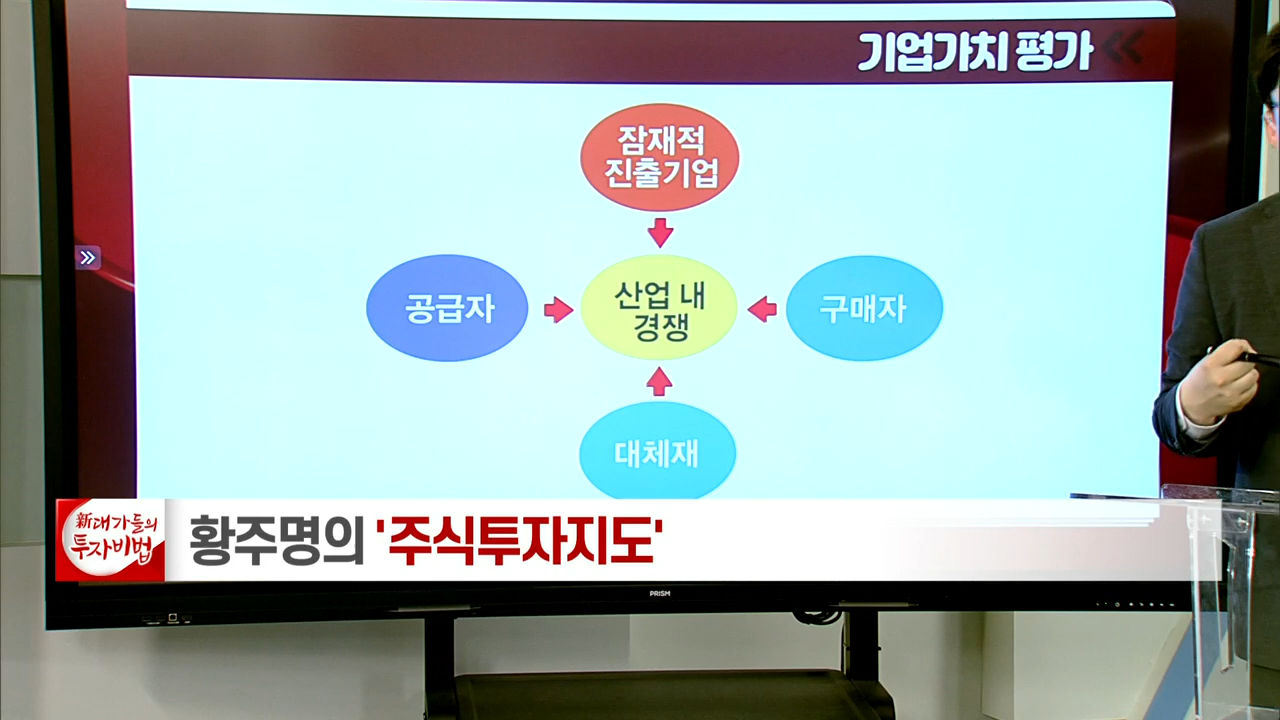 기업가치 평가
잠재적
진출기업
공급자
산업 내
경쟁
구매자
대체재
新 대가들의
투자비법
황주명의 '주식투자지도'
PRISM